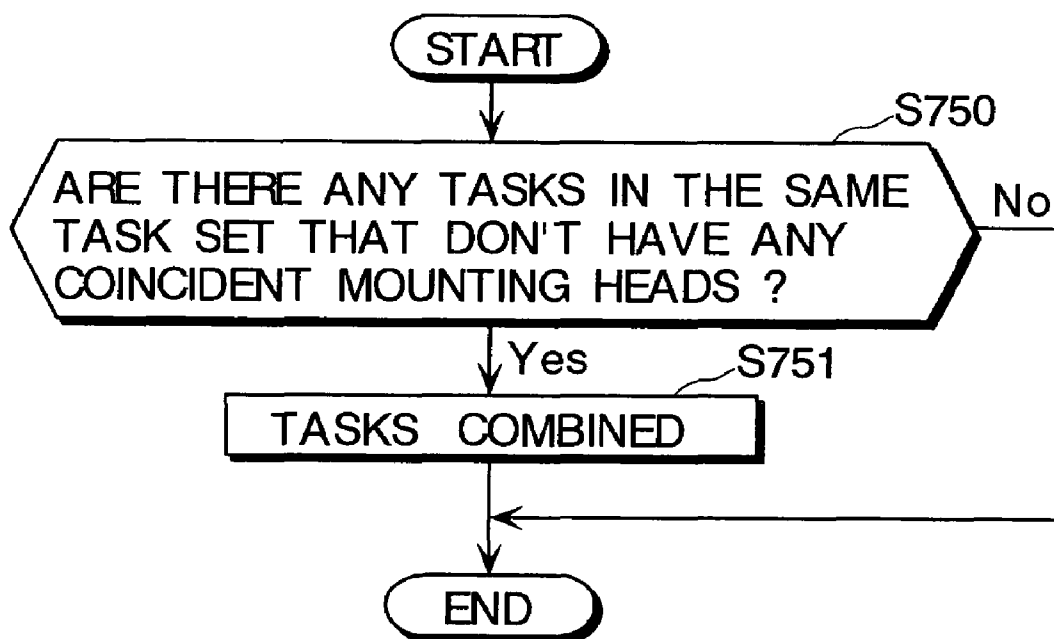 START
S750
ARE THERE ANY TASKS IN THE SAME
TASK SET THAT DON'T HAVE ANY
COINCIDENT MOUNTING HEADS ?
No
Yes
S751
TASKS COMBINED
END